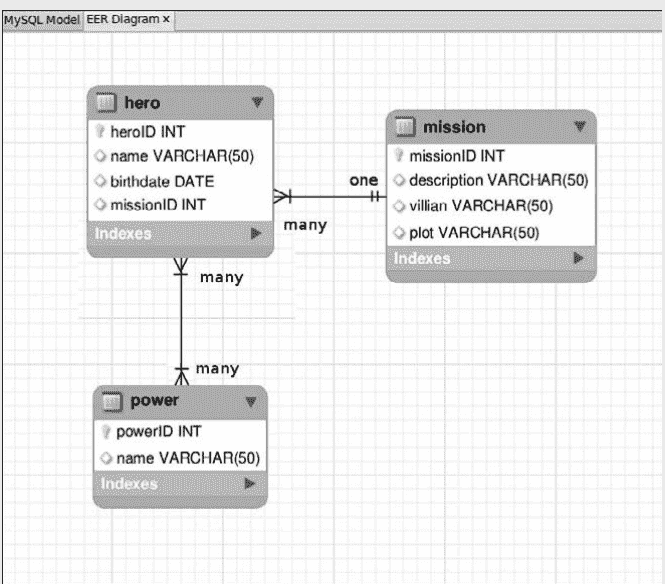 MySQL Model EER Diagram ×
hero
heroID INT
name VARCHAR(50)
birthdate DATE
missionID INT
Indexes
mission
missionID INT
description VARCHAR(50)
villian VARCHAR(50)
plot VARCHAR(50)
Indexes
one
many
many
many
power
powerID INT
name VARCHAR(50)
Indexes